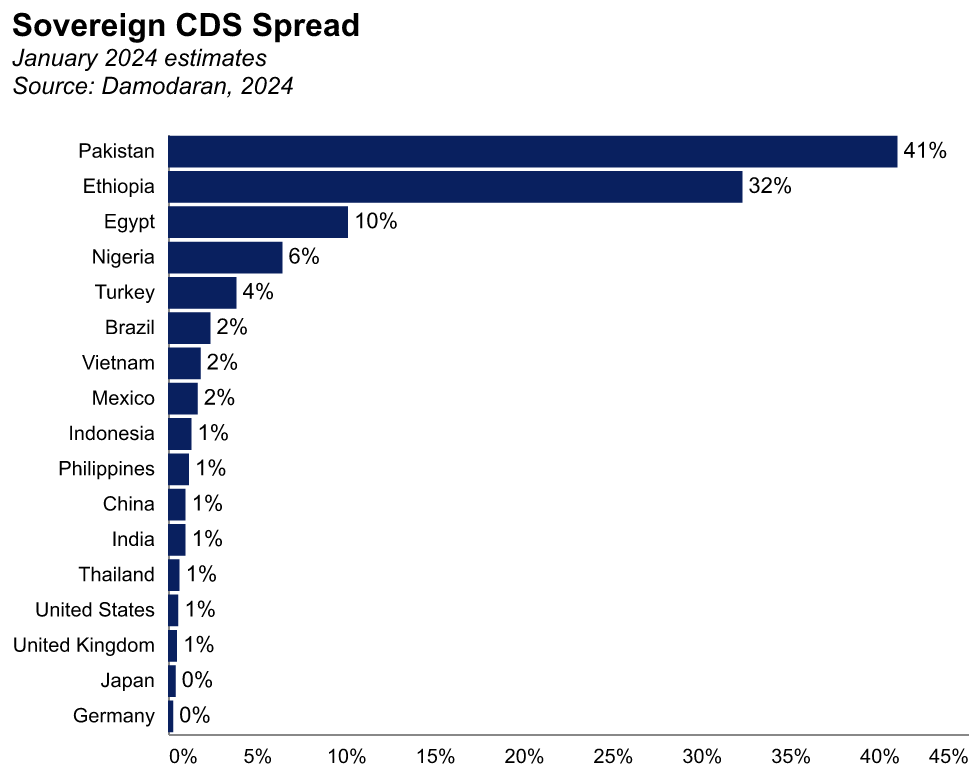 Sovereign CDS Spread
January 2024 estimates
Source: Damodaran, 2024
Pakistan 41%
Ethiopia 32%
Egypt 10%
Nigeria 6%
Turkey 4%
Brazil 2%
Vietnam 2%
Mexico 2%
Indonesia 1%
Philippines 1%
China 1%
India 1%
Thailand 1%
United States 1%
United Kingdom 1%
Japan 0%
Germany 0%
0% 5% 10% 15% 20% 25% 30% 35% 40% 45%